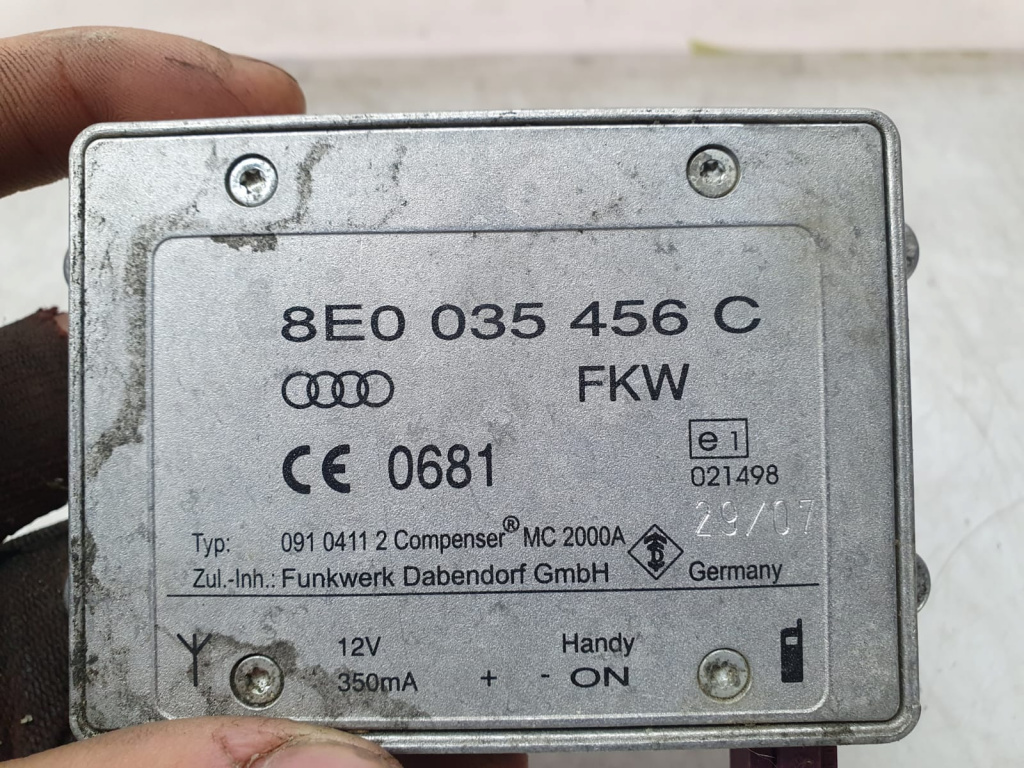 8E0 035 456 C
FKW
CE 0681
e 1
021498
29/07
Typ: 091 0411 2 Compenser® MC 2000A
Zul.-Inh.: Funkwerk Dabendorf GmbH Germany
12V Handy
350mA + - ON